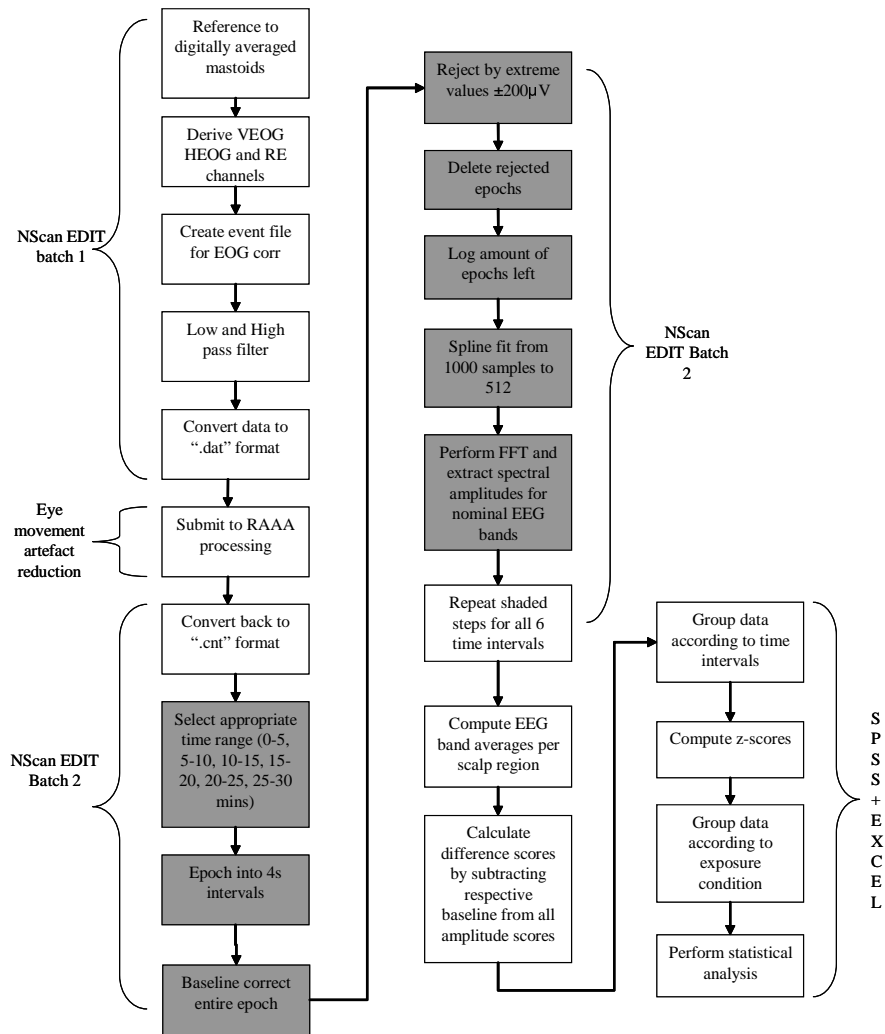 Reference to
digitally averaged
mastoids
Derive VEOG
HEOG and RE
channels
Create event file
for EOG corr
Low and High
pass filter
Convert data to
“.dat” format
NScan EDIT
batch 1
Submit to RAAA
processing
Eye
movement
artefact
reduction
Convert back to
“.cnt” format
Select appropriate
time range (0-5,
5-10, 10-15, 15-
20, 20-25, 25-30
mins)
Epoch into 4s
intervals
Baseline correct
entire epoch
NScan EDIT
Batch 2
Reject by extreme
values ±200µV
Delete rejected
epochs
Log amount of
epochs left
Spline fit from
1000 samples to
512
Perform FFT and
extract spectral
amplitudes for
nominal EEG
bands
Repeat shaded
steps for all 6
time intervals
NScan
EDIT Batch
2
Compute EEG
band averages per
scalp region
Calculate
difference scores
by subtracting
respective
baseline from all
amplitude scores
Group data
according to time
intervals
Compute z-scores
Group data
according to
exposure
condition
Perform statistical
analysis
S
P
S
S
+
E
X
C
E
L